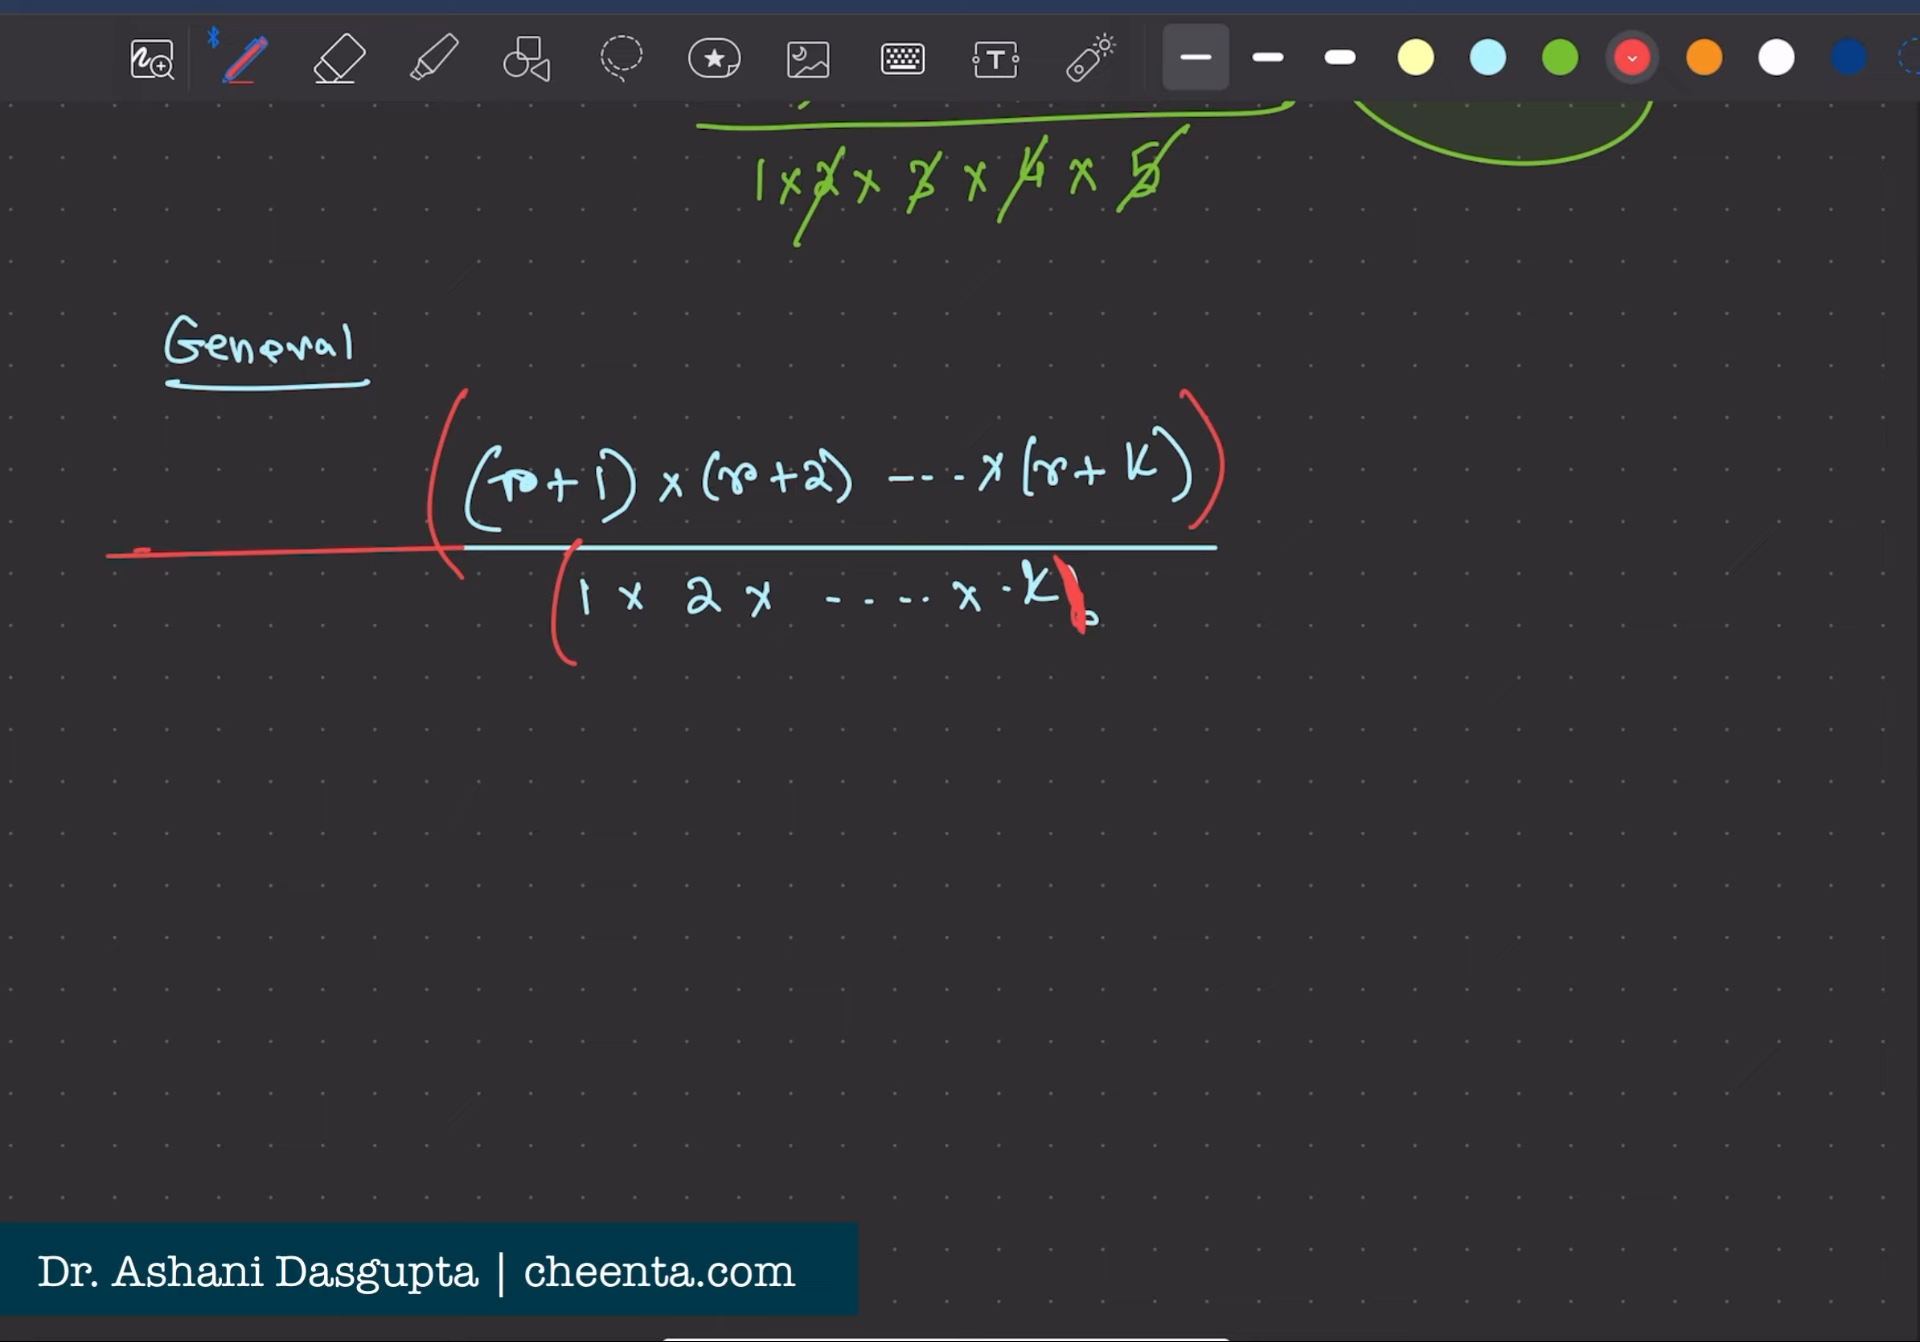 1 x 2 x 3 x 4 x 5
General
(r+1) x (r+2) ---- x (r+k)
(1 x 2 x ----- x k)
Dr. Ashani Dasgupta | cheenta.com